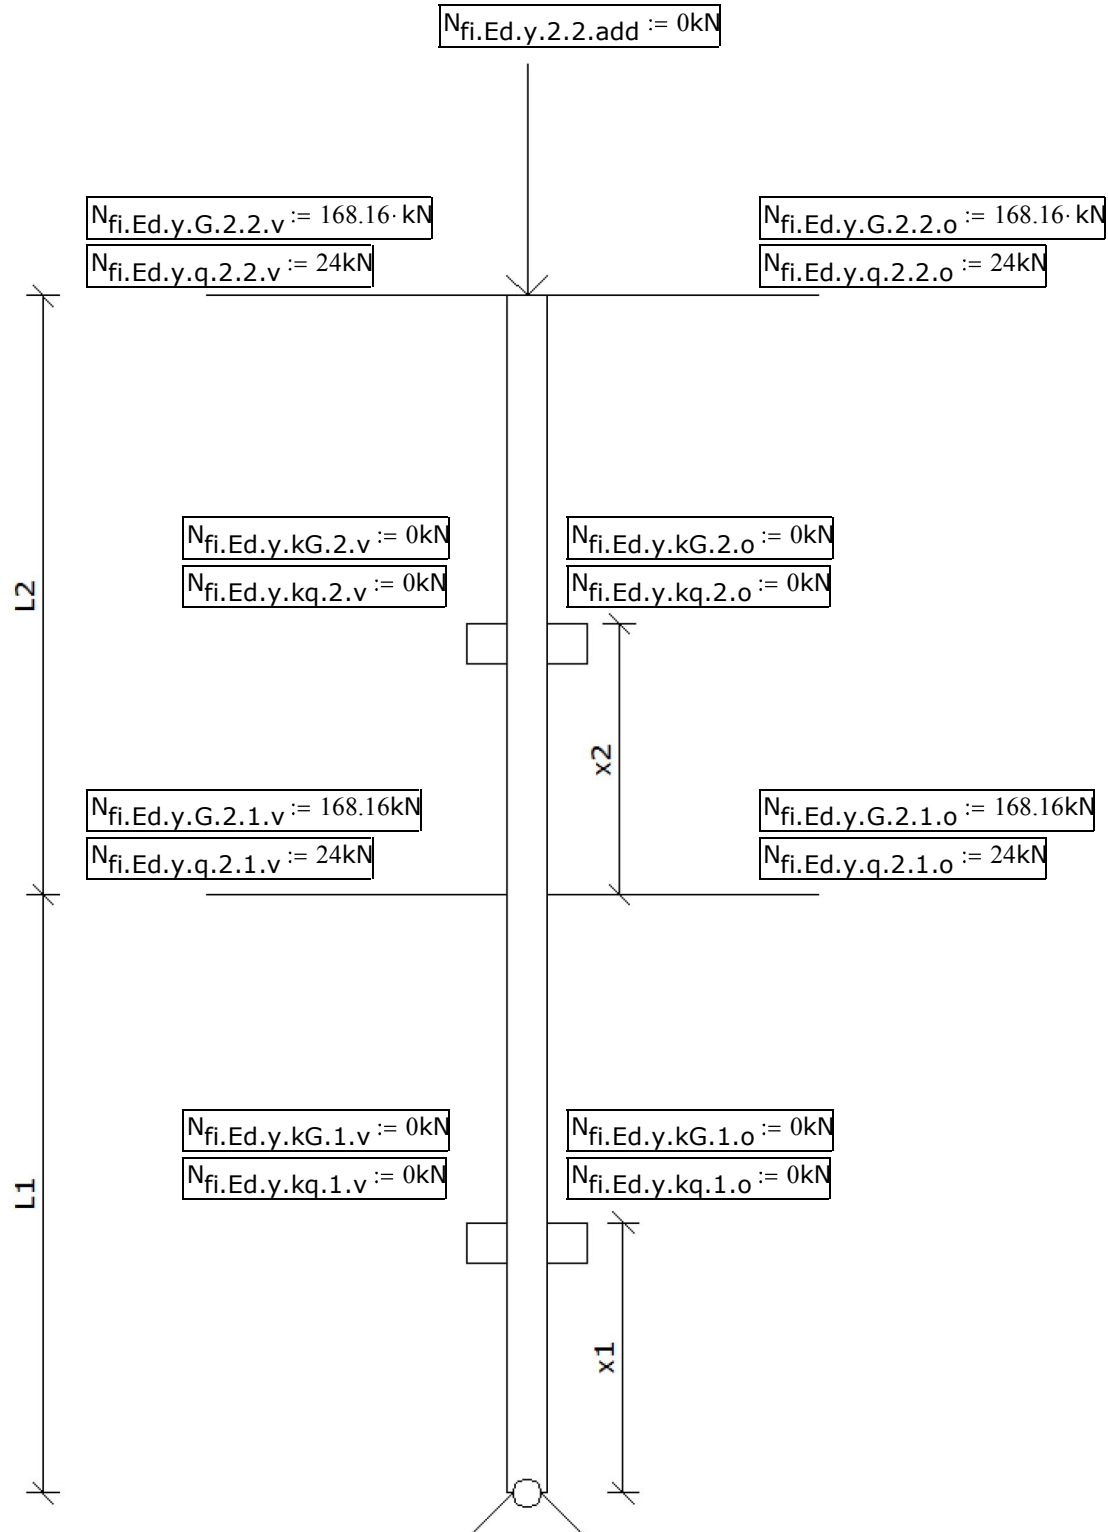 Nfi.Ed.y.2.2.add := 0kN
Nfi.Ed.y.G.2.2.v := 168.16· kN
Nfi.Ed.y.G.2.2.o := 168.16· kN
Nfi.Ed.y.q.2.2.v := 24kN
Nfi.Ed.y.q.2.2.o := 24kN
Nfi.Ed.y.kG.2.v := 0kN
Nfi.Ed.y.kG.2.o := 0kN
Nfi.Ed.y.kq.2.v := 0kN
Nfi.Ed.y.kq.2.o := 0kN
L2
x2
Nfi.Ed.y.G.2.1.v := 168.16kN
Nfi.Ed.y.G.2.1.o := 168.16kN
Nfi.Ed.y.q.2.1.v := 24kN
Nfi.Ed.y.q.2.1.o := 24kN
Nfi.Ed.y.kG.1.v := 0kN
Nfi.Ed.y.kG.1.o := 0kN
Nfi.Ed.y.kq.1.v := 0kN
Nfi.Ed.y.kq.1.o := 0kN
L1
x1